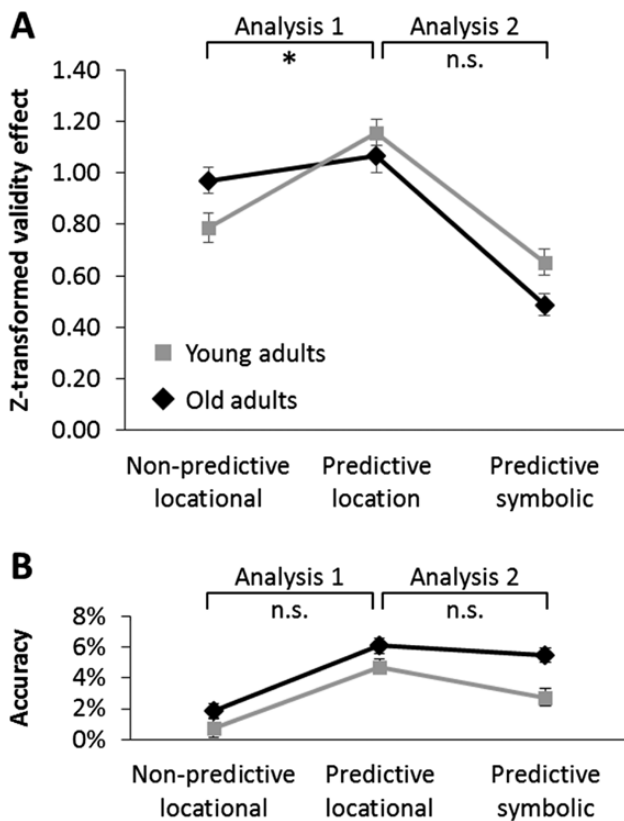 A
Analysis 1 Analysis 2
* n.s.
Z-transformed validity effect
1.40
1.20
1.00
0.80
0.60
0.40
0.20
0.00
Young adults
Old adults
Non-predictive Predictive Predictive
locational location symbolic
B
Analysis 1 Analysis 2
n.s. n.s.
Accuracy
8%
6%
4%
2%
0%
Non-predictive Predictive Predictive
locational locational symbolic